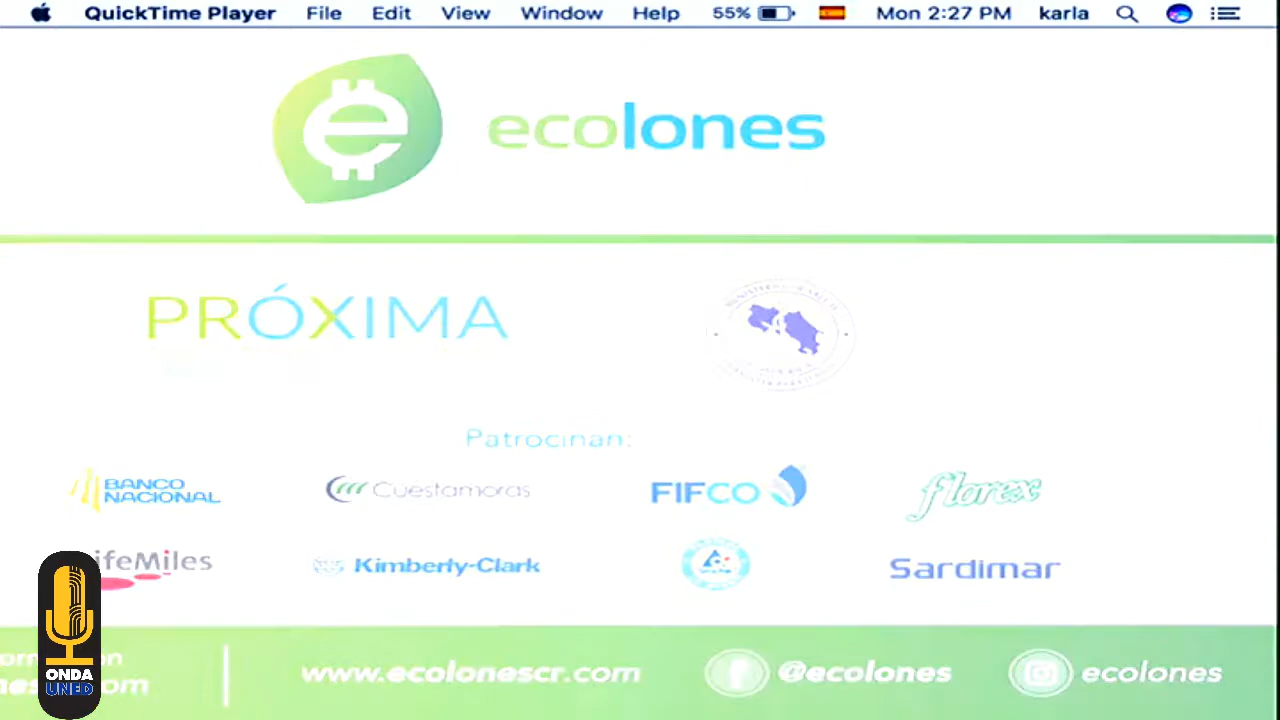 QuickTime Player File Edit View Window Help 55% Mon 2:27 PM karla
ecolones
PRÓXIMA
Patrocinan:
BANCO NACIONAL
Cuestamoras
FIFCO
florex
ifeMiles
Kimberly-Clark
Sardimar
www.ecolonescr.com
@ecolones
ecolones
ONDA
UNED